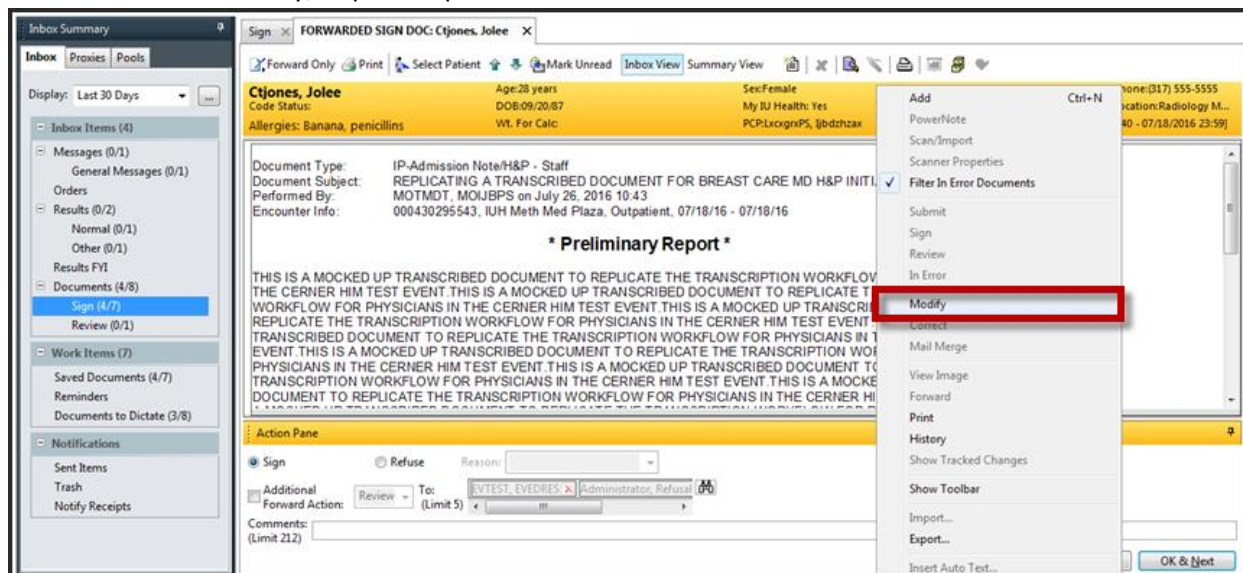 Inbox Summary
Inbox Proxies Pools
Display: Last 30 Days ...
Inbox Items (4)
Messages (0/1)
General Messages (0/1)
Orders
Results (0/2)
Normal (0/1)
Other (0/1)
Results FYI
Documents (4/8)
Sign (4/7)
Review (0/1)
Work Items (7)
Saved Documents (4/7)
Reminders
Documents to Dictate (3/8)
Notifications
Sent Items
Trash
Notify Receipts
Sign FORWARDED SIGN DOC: Ctjones, Jolee
Forward Only Print Select Patient Mark Unread Inbox View Summary View
Ctjones, Jolee Age:28 years Sex:Female hone:(317) 555-5555
Code Status: DOB:09/20/87 My IU Health: Yes ocation:Radiology M...
Allergies: Banana, penicillins Wt. For Calc: 40 - 07/18/2016 23:59]
Document Type: IP-Admission Note/H&P - Staff
Document Subject: REPLICATING A TRANSCRIBED DOCUMENT FOR BREAST CARE MD H&P INITI
Performed By: MOTMDT, MOIJBPS on July 26, 2016 10:43
Encounter Info: 000430295543, IUH Meth Med Plaza, Outpatient, 07/18/16 - 07/18/16
* Preliminary Report *
THIS IS A MOCKED UP TRANSCRIBED DOCUMENT TO REPLICATE THE TRANSCRIPTION WORKFLOW
THE CERNER HIM TEST EVENT.THIS IS A MOCKED UP TRANSCRIBED DOCUMENT TO REPLICATE T
WORKFLOW FOR PHYSICIANS IN THE CERNER HIM TEST EVENT.THIS IS A MOCKED UP TRANSCRI
REPLICATE THE TRANSCRIPTION WORKFLOW FOR PHYSICIANS IN THE CERNER HIM TEST EVENT.
TRANSCRIBED DOCUMENT TO REPLICATE THE TRANSCRIPTION WORKFLOW FOR PHYSICIANS IN T
EVENT.THIS IS A MOCKED UP TRANSCRIBED DOCUMENT TO REPLICATE THE TRANSCRIPTION WOR
PHYSICIANS IN THE CERNER HIM TEST EVENT.THIS IS A MOCKED UP TRANSCRIBED DOCUMENT TO
TRANSCRIPTION WORKFLOW FOR PHYSICIANS IN THE CERNER HIM TEST EVENT.THIS IS A MOCKE
DOCUMENT TO REPLICATE THE TRANSCRIPTION WORKFLOW FOR PHYSICIANS IN THE CERNER HI
Action Pane
Sign Refuse Reason:
Additional Forward Action: Review To: (Limit 5) EVTEST, EVEDRES Administrator, Refusal
Comments:
(Limit 212)
OK & Next
Add Ctrl+N
PowerNote
Scan/Import
Scanner Properties
Filter In Error Documents
Submit
Sign
Review
In Error
Modify
Correct
Mail Merge
View Image
Forward
Print
History
Show Tracked Changes
Show Toolbar
Import...
Export...
Insert Auto Text...